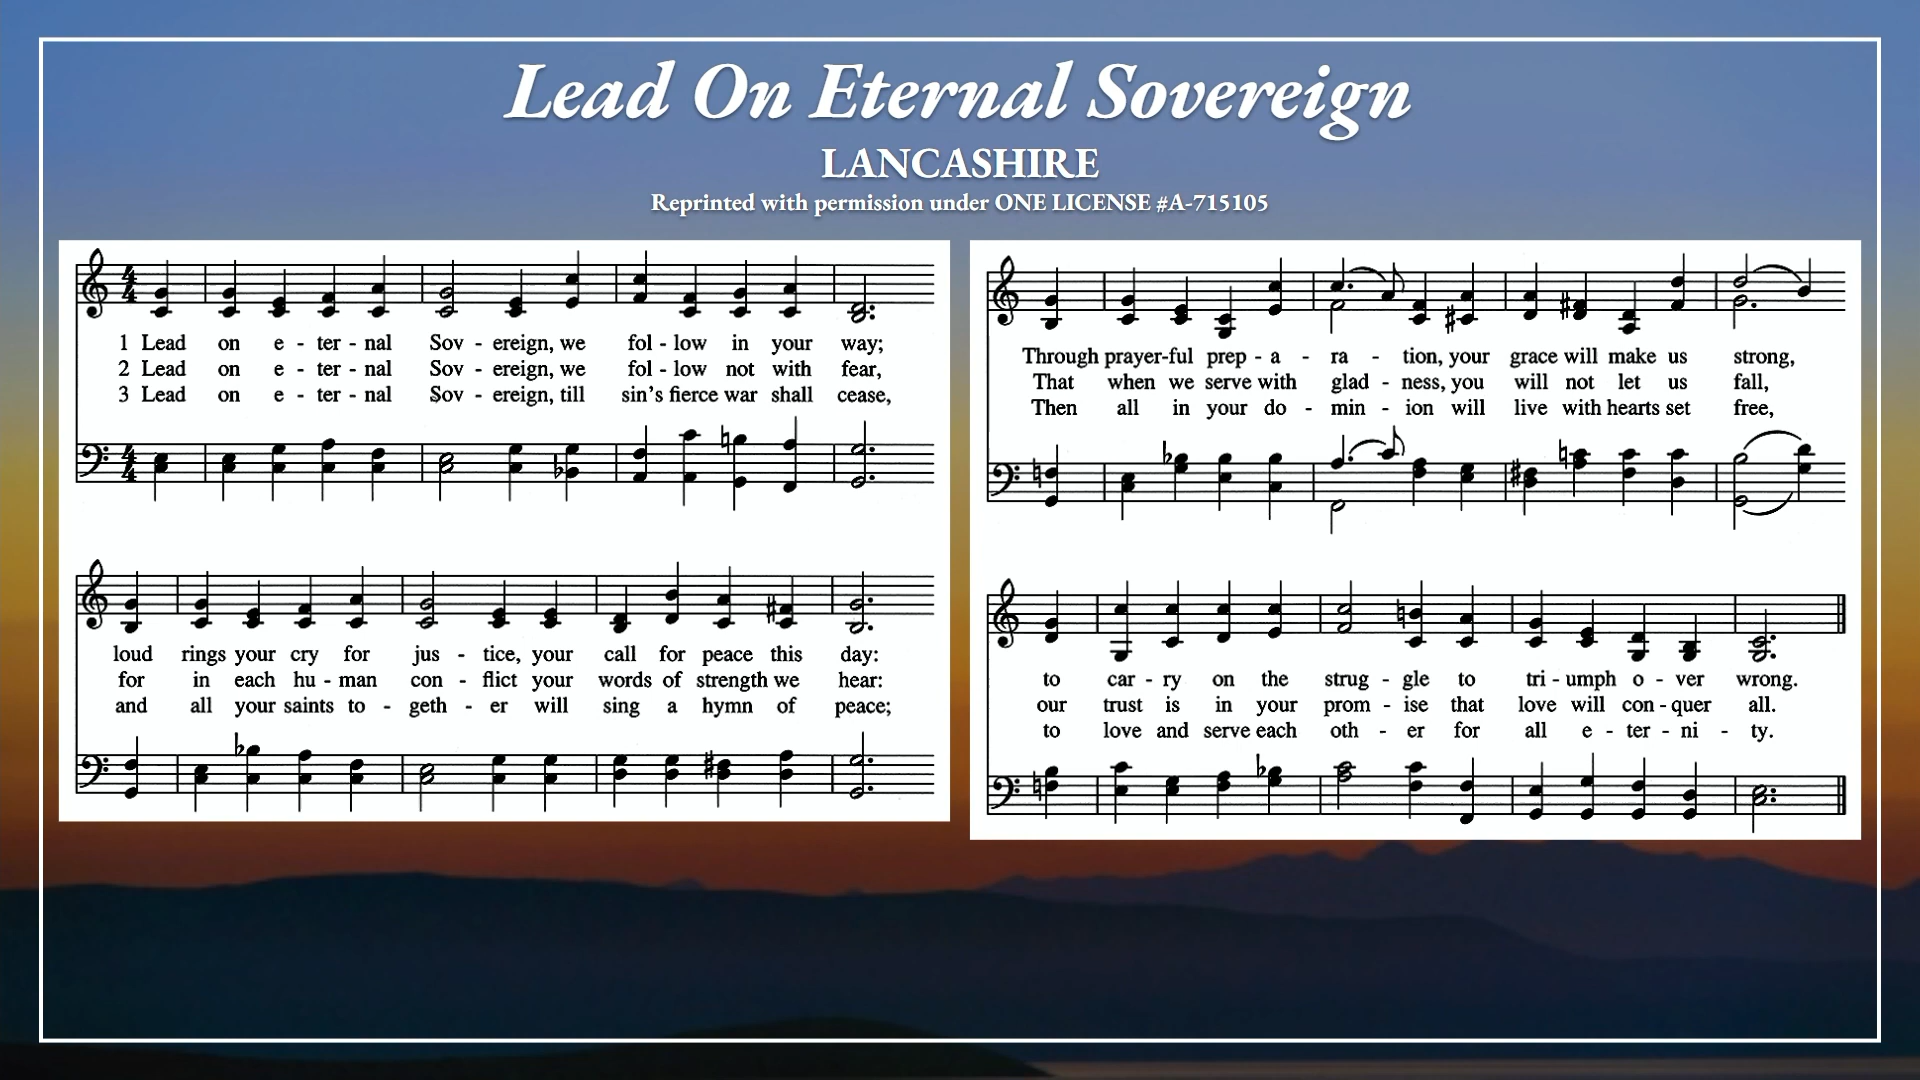 Lead On Eternal Sovereign
LANCASHIRE
Reprinted with permission under ONE LICENSE #A-715105
1 Lead on e - ter - nal Sov - ereign, we fol - low in your way;
2 Lead on e - ter - nal Sov - ereign, we fol - low not with fear,
3 Lead on e - ter - nal Sov - ereign, till sin's fierce war shall cease,
loud rings your cry for jus - tice, your call for peace this day:
for in each hu - man con - flict your words of strength we hear:
and all your saints to - geth - er will sing a hymn of peace;
Through prayer-ful prep - a - ra - tion, your grace will make us strong,
That when we serve with glad - ness, you will not let us fall,
Then all in your do - min - ion will live with hearts set free,
to car - ry on the strug - gle to tri - umph o - ver wrong.
our trust is in your prom - ise that love will con - quer all.
to love and serve each oth - er for all e - ter - ni - ty.